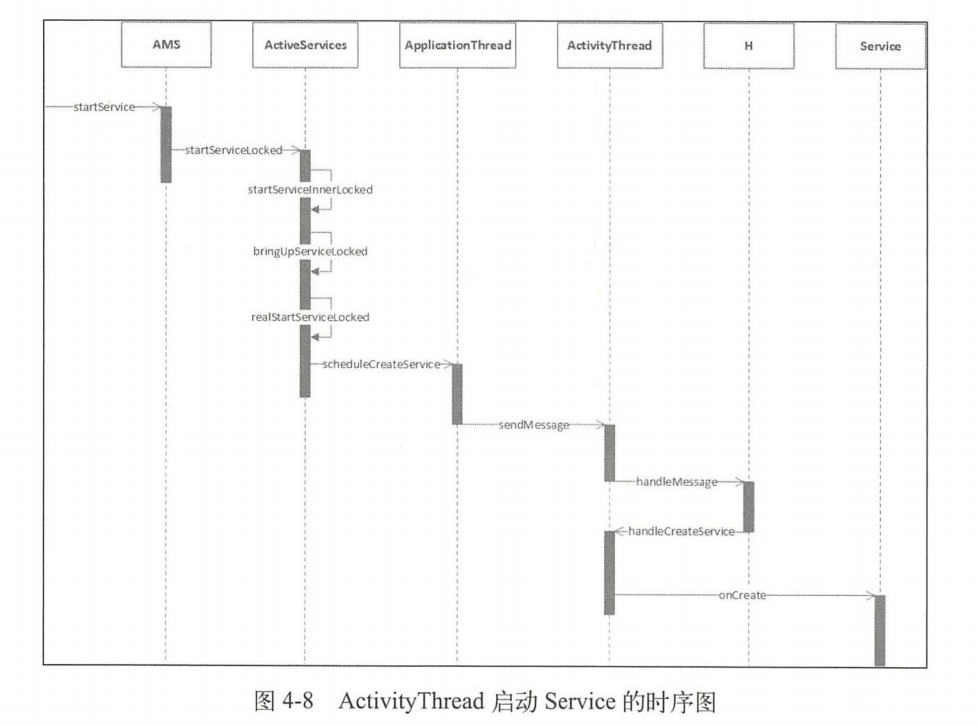 AMS
ActiveServices
ApplicationThread
ActivityThread
H
Service
startService
startServiceLocked
startServiceInnerLocked
bringUpServiceLocked
realStartServiceLocked
scheduleCreateService
sendMessage
handleMessage
handleCreateService
onCreate
图 4-8 ActivityThread 启动 Service 的时序图